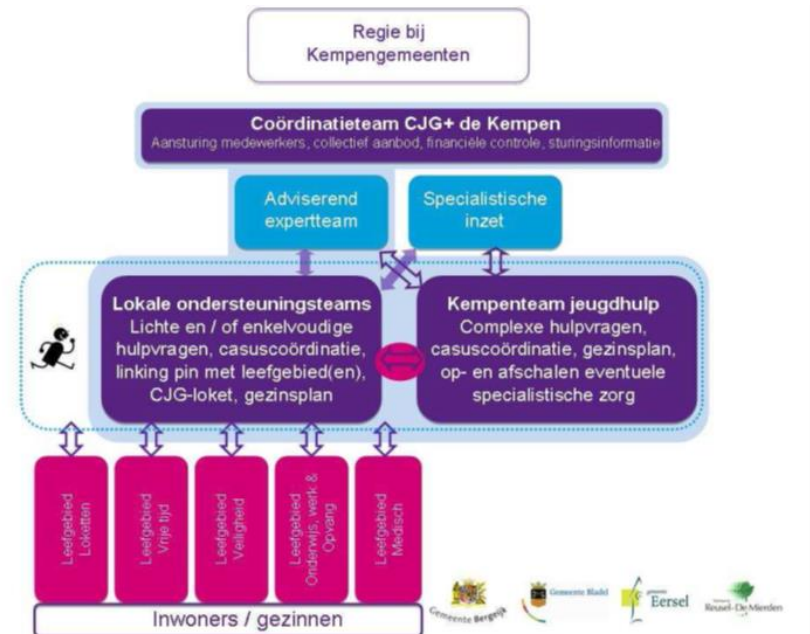 Regie bij
Kempengemeenten
Coördinatieteam CJG+ de Kempen
Aansturing medewerkers, collectief aanbod, financiële controle, sturingsinformatie
Adviserend
expertteam
Specialistische
inzet
Lokale ondersteuningsteams
Lichte en / of enkelvoudige
hulpvragen, casuscoördinatie,
linking pin met leefgebied(en),
CJG-loket, gezinsplan
Kempenteam jeugdhulp
Complexe hulpvragen,
casuscoördinatie, gezinsplan,
op- en afschalen eventuele
specialistische zorg
Leefgebied
Loketten
Leefgebied
Vrije tijd
Leefgebied
Veiligheid
Leefgebied
Onderwijs, werk &
Opvang
Leefgebied
Medisch
Inwoners / gezinnen
Gemeente Bergeijk
Gemeente Bladel
gemeente
Eersel
Reusel-De Mierden